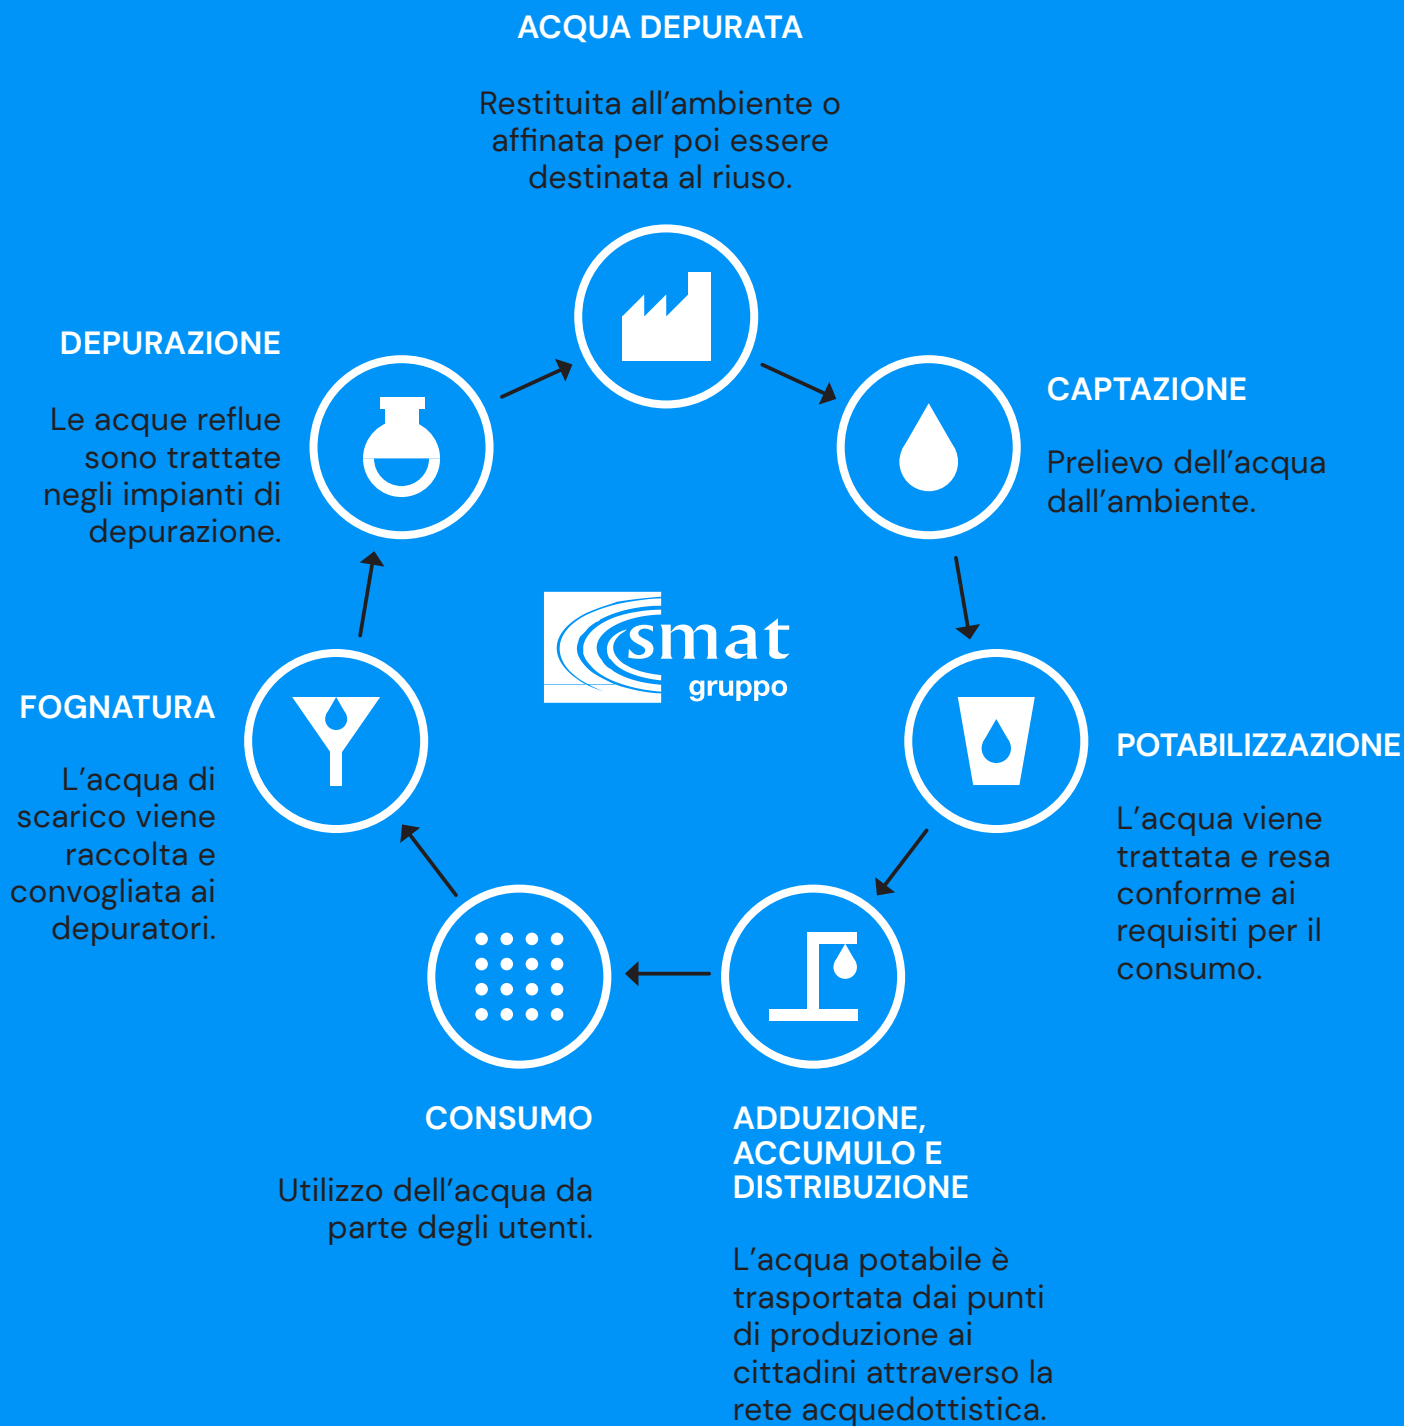 ACQUA DEPURATA
Restituita all’ambiente o
affinata per poi essere
destinata al riuso.
CAPTAZIONE
Prelievo dell’acqua
dall’ambiente.
POTABILIZZAZIONE
L’acqua viene
trattata e resa
conforme ai
requisiti per il
consumo.
ADDUZIONE,
ACCUMULO E
DISTRIBUZIONE
L’acqua potabile è
trasportata dai punti
di produzione ai
cittadini attraverso la
rete acquedottistica.
CONSUMO
Utilizzo dell’acqua da
parte degli utenti.
FOGNATURA
L’acqua di
scarico viene
raccolta e
convogliata ai
depuratori.
DEPURAZIONE
Le acque reflue
sono trattate
negli impianti di
depurazione.
smat
gruppo